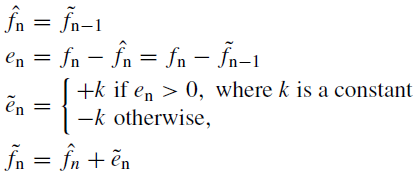 f̂n = f̃n−1
en = fn − f̂n = fn − f̃n−1
ẽn = { +k if en > 0, where k is a constant
−k otherwise,
f̃n = f̂n + ẽn